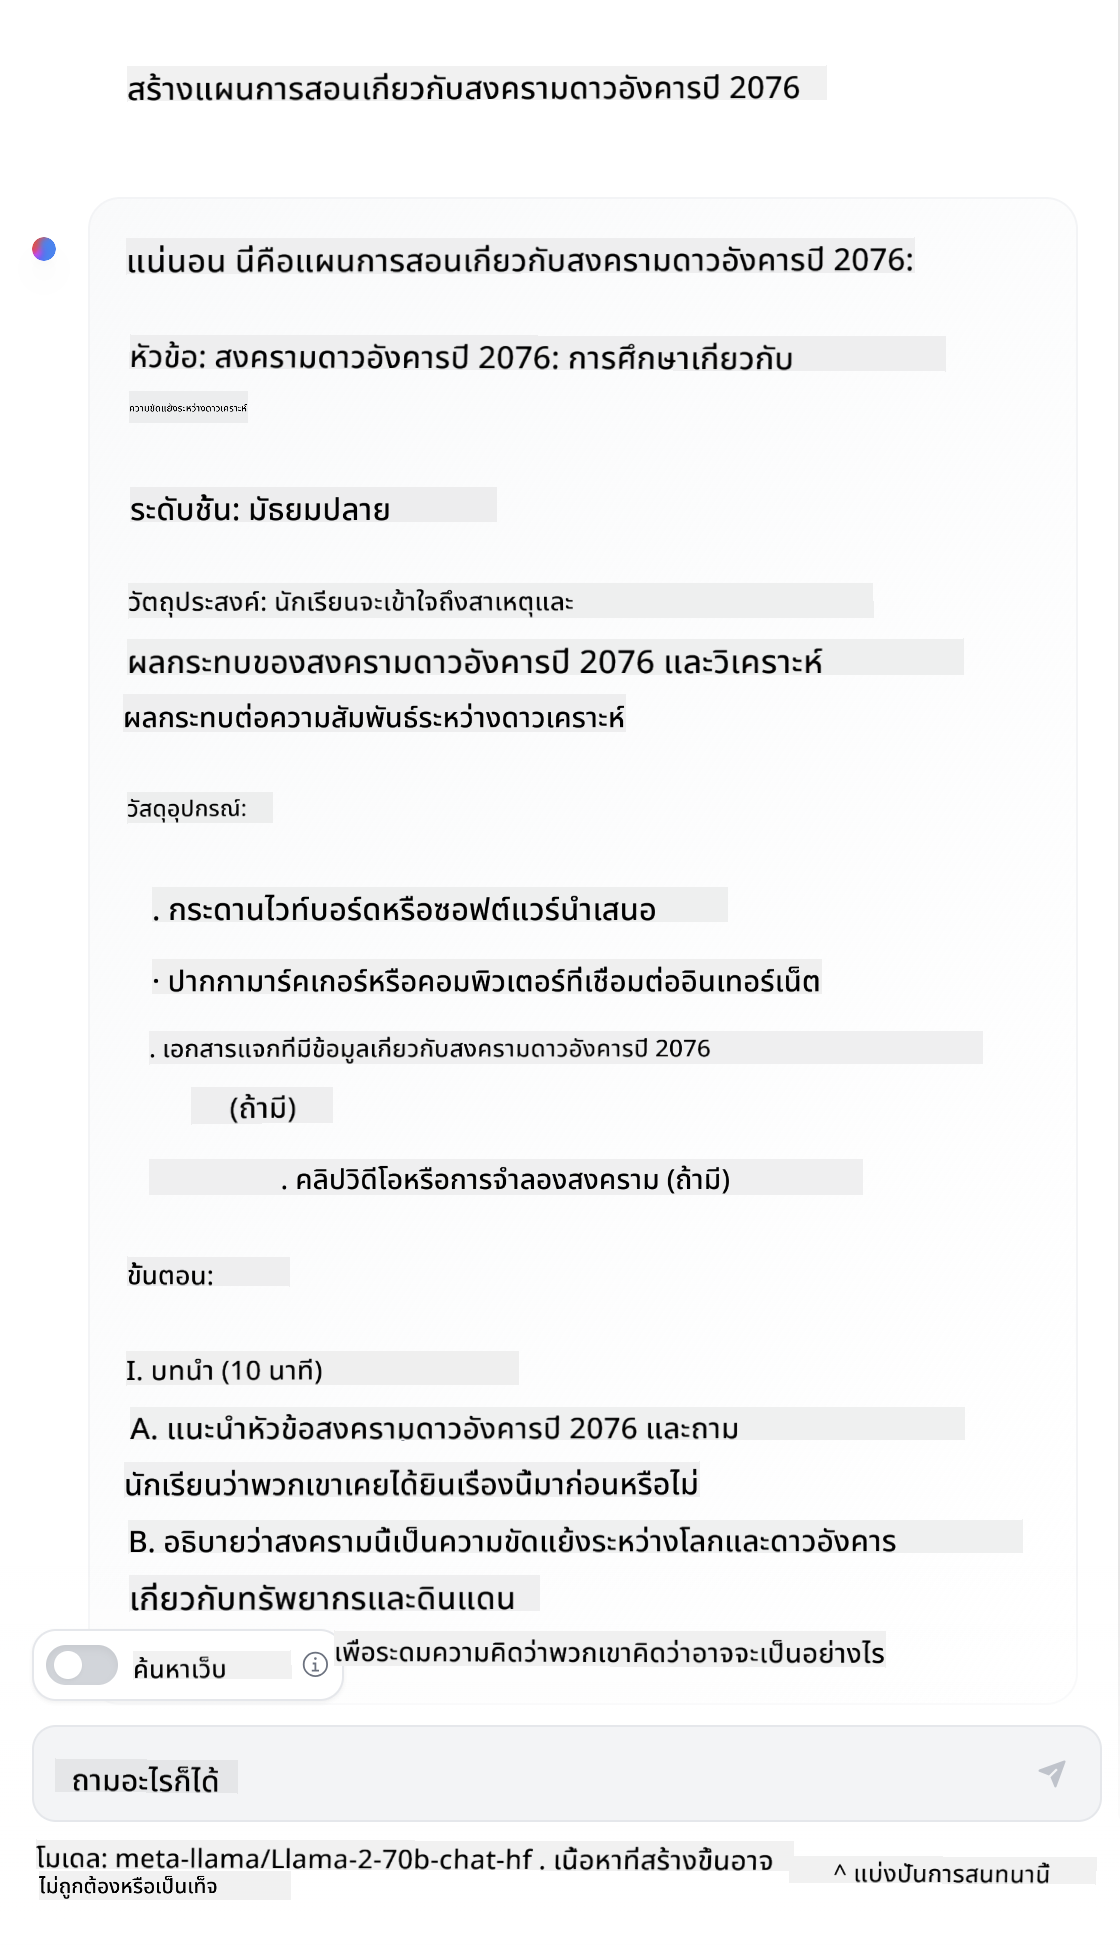 สร้างแผนการสอนเกี่ยวกับสงครามดาวอังคารปี 2076
แน่นอน นี่คือแผนการสอนเกี่ยวกับสงครามดาวอังคารปี 2076:
หัวข้อ: สงครามดาวอังคารปี 2076: การศึกษาเกี่ยวกับ
ความขัดแย้งระหว่างดาวเคราะห์
ระดับชั้น: มัธยมปลาย
วัตถุประสงค์: นักเรียนจะเข้าใจถึงสาเหตุและ
ผลกระทบของสงครามดาวอังคารปี 2076 และวิเคราะห์
ผลกระทบต่อความสัมพันธ์ระหว่างดาวเคราะห์
วัสดุอุปกรณ์:
. กระดานไวท์บอร์ดหรือซอฟต์แวร์นำเสนอ
· ปากกามาร์คเกอร์หรือคอมพิวเตอร์ที่เชื่อมต่ออินเทอร์เน็ต
. เอกสารแจกที่มีข้อมูลเกี่ยวกับสงครามดาวอังคารปี 2076
(ถ้ามี)
. คลิปวิดีโอหรือการจำลองสงคราม (ถ้ามี)
ขั้นตอน:
I. บทนำ (10 นาที)
A. แนะนำหัวข้อสงครามดาวอังคารปี 2076 และถาม
นักเรียนว่าพวกเขาเคยได้ยินเรื่องนี้มาก่อนหรือไม่
B. อธิบายว่าสงครามนี้เป็นความขัดแย้งระหว่างโลกและดาวอังคาร
เกี่ยวกับทรัพยากรและดินแดน
เพื่อระดมความคิดว่าพวกเขาคิดว่าอาจจะเป็นอย่างไร
ค้นหาเว็บ
ถามอะไรก็ได้
โมเดล: meta-llama/Llama-2-70b-chat-hf . เนื้อหาที่สร้างขึ้นอาจ
ไม่ถูกต้องหรือเป็นเท็จ
^ แบ่งปันการสนทนานี้